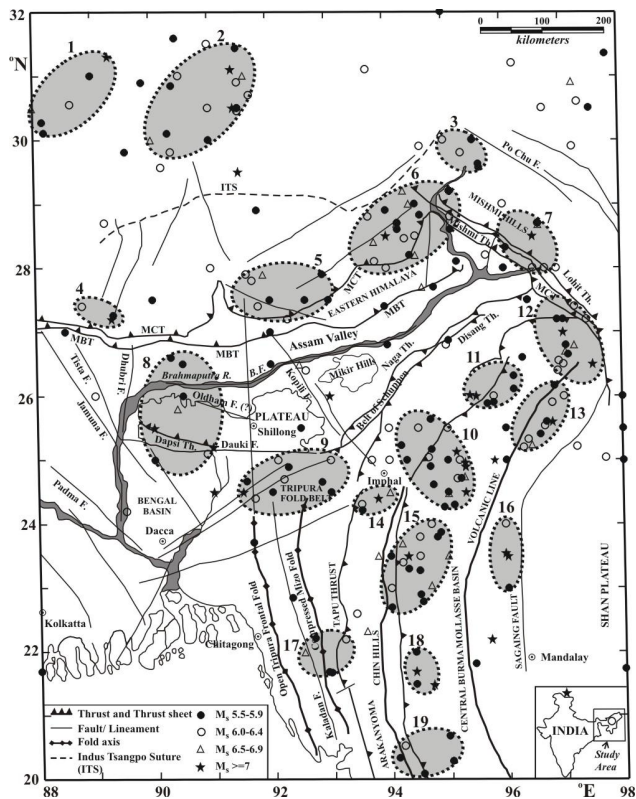 32
°N
30
28
26
24
22
20
88
90
92
94
96
98
°E
0
100
200
kilometers
1
2
3
Po Chu F.
ITS
6
MISHMI HILLS
7
Mishmi Th.
Lohit Th.
4
5
MCT
EASTERN HIMALAYA
MBT
MCT
12
MCT
MBT
MBT
Assam Valley
Disang Th.
Naga Th.
8
Tista F.
Dhubri F.
Brahmaputra R.
B.F.
Kopili F.
Mikir Hills
Belt of Schuppen
11
Oldham F. (?)
PLATEAU
Shillong
13
Jamuna F.
Dapsi Th.
Dauki F.
9
10
Padma F.
BENGAL
BASIN
TRIPURA
FOLD BELT
Imphal
14
Dacca
VOLCANIC LINE
16
15
SHAN PLATEAU
Kolkatta
Chittagong
Open Tripura Frontal Fold
Compressed Mizo Fold
TAPU THRUST
17
Kaladan F.
CHIN HILLS
ARAKANYOMA
18
CENTRAL BURMA MOLLASSE BASIN
SAGAING FAULT
Mandalay
19
Thrust and Thrust sheet
Fault/ Lineament
Fold axis
Indus Tsangpo Suture
(ITS)
Ms 5.5-5.9
Ms 6.0-6.4
Ms 6.5-6.9
Ms >=7
INDIA
Study
Area